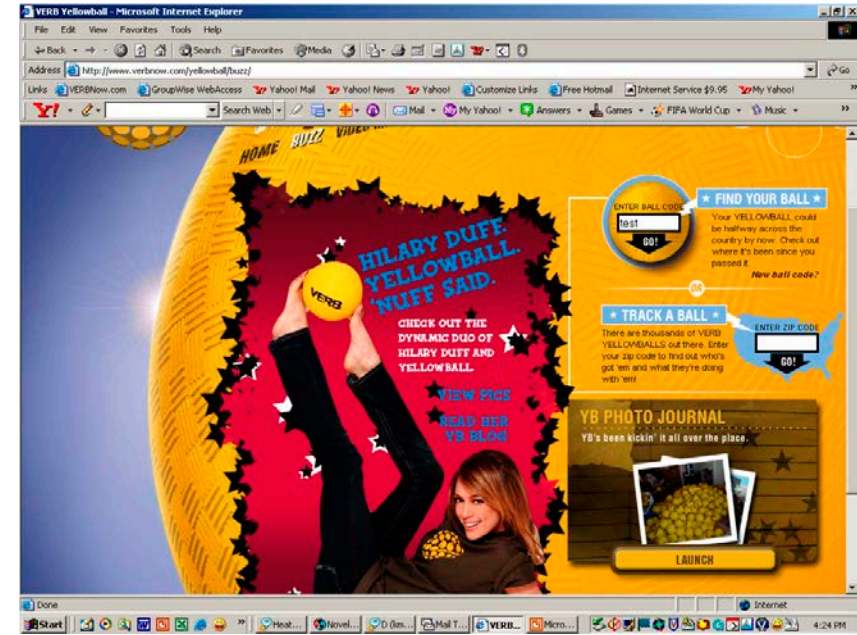 VERB Yellowball - Microsoft Internet Explorer
File Edit View Favorites Tools Help
Back Search Favorites Media
Address http://www.verbnow.com/yellowball/buzz/ Go
Links VERBNow.com GroupWise WebAccess Yahoo! Mail Yahoo! News Yahoo! Customize Links Free Hotmail Internet Service $9.95 My Yahoo!
Y! Search Web Mail My Yahoo! Answers Games FIFA World Cup Music
HOME BUZZ VIDEO
HILARY DUFF.
YELLOWBALL.
'NUFF SAID.
VERB
CHECK OUT THE
DYNAMIC DUO OF
HILARY DUFF AND
YELLOWBALL
VIEW PICS
READ HER
YB BLOG
FIND YOUR BALL
ENTER BALL CODE
test
GO!
Your YELLOWBALL could
be halfway across the
country by now. Check out
where it's been since you
passed it.
New ball code?
OR
TRACK A BALL
There are thousands of VERB
YELLOWBALLS out there. Enter
your zip code to find out who's
got 'em and what they're doing
with 'em!
ENTER ZIP CODE
GO!
YB PHOTO JOURNAL
YB's been kickin' it all over the place.
LAUNCH
Done Internet
Start Heat... Novel... D (km... Mail T... VERB... Micro... 4:24 PM